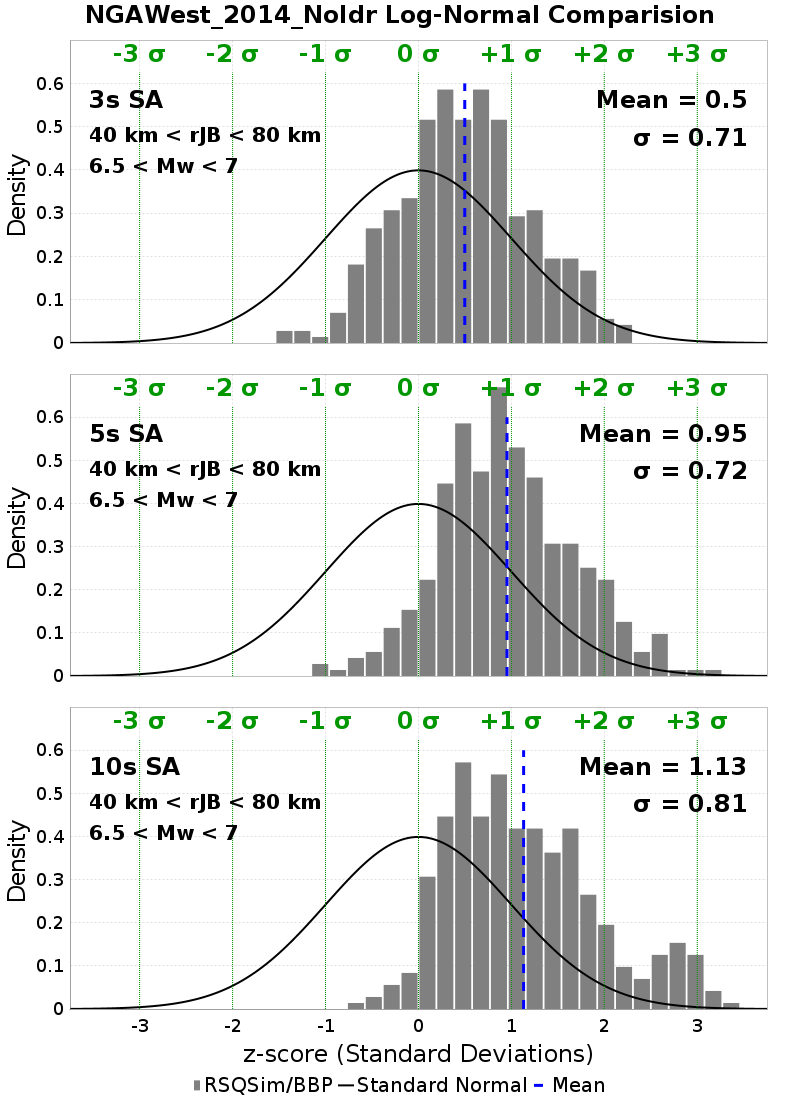 NGAWest_2014_NoIdr Log-Normal Comparision
-3 σ -2 σ -1 σ 0 σ +1 σ +2 σ +3 σ
0.6
3s SA Mean = 0.5
0.5
40 km < rJB < 80 km σ = 0.71
6.5 < Mw < 7
0.4
0.3
0.2
0.1
0
Density
-3 σ -2 σ -1 σ 0 σ +1 σ +2 σ +3 σ
0.6
5s SA Mean = 0.95
0.5
40 km < rJB < 80 km σ = 0.72
6.5 < Mw < 7
0.4
0.3
0.2
0.1
0
Density
-3 σ -2 σ -1 σ 0 σ +1 σ +2 σ +3 σ
0.6
10s SA Mean = 1.13
0.5
40 km < rJB < 80 km σ = 0.81
6.5 < Mw < 7
0.4
0.3
0.2
0.1
0
Density
-3 -2 -1 0 1 2 3
z-score (Standard Deviations)
RSQSim/BBP Standard Normal Mean